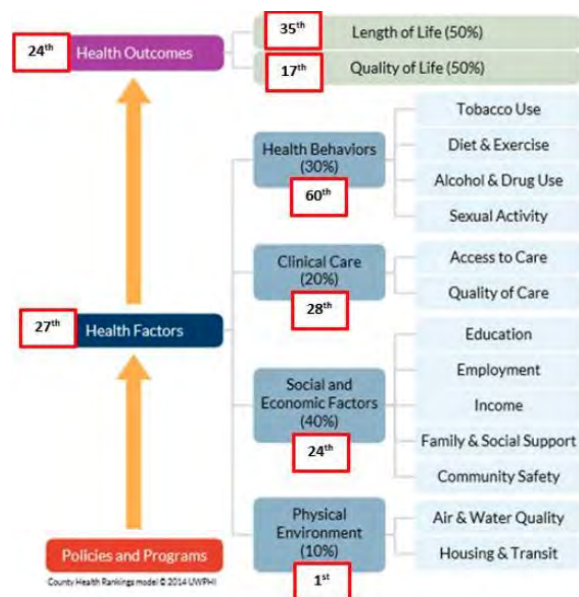 35th
Length of Life (50%)
24th
Health Outcomes
17th
Quality of Life (50%)
Tobacco Use
Health Behaviors
(30%)
60th
Diet & Exercise
Alcohol & Drug Use
Sexual Activity
Clinical Care
(20%)
28th
Access to Care
Quality of Care
27th
Health Factors
Social and
Economic Factors
(40%)
24th
Education
Employment
Income
Family & Social Support
Community Safety
Physical
Environment
(10%)
1st
Air & Water Quality
Housing & Transit
Policies and Programs
County Health Rankings model © 2014 UWPHI